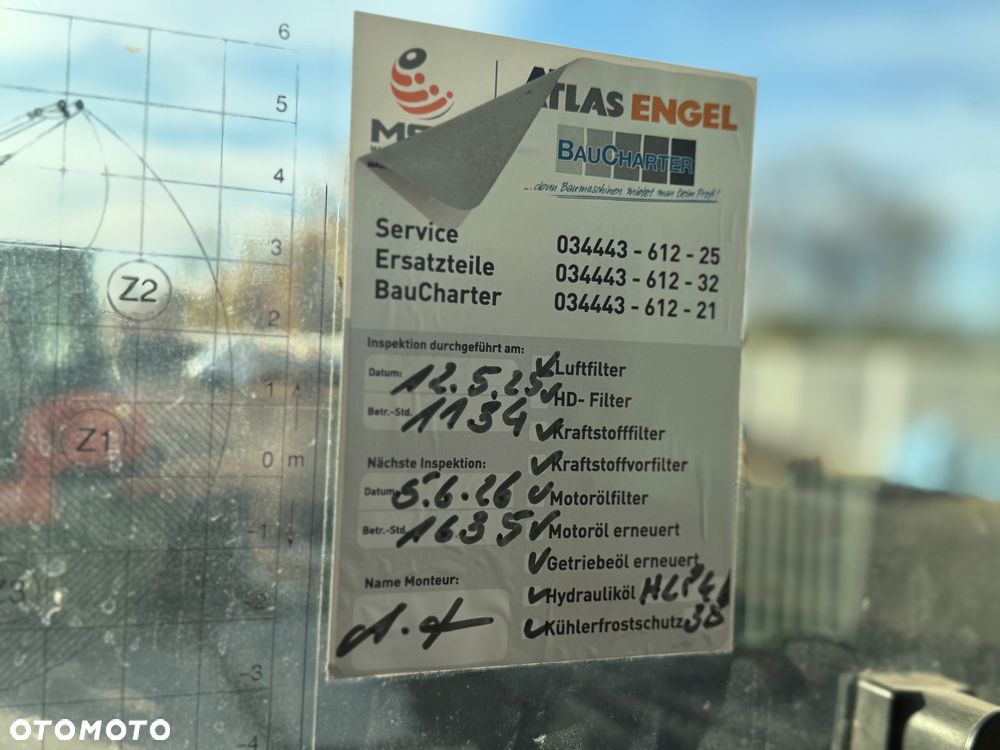 6
5
4
3
2
1
0 m
-1
-3
-4
Z2
Z1
ATLAS ENGEL
BAUCHARTER
...denn Baumaschinen mietet man beim Profi!
Service 034443 - 612 - 25
Ersatzteile 034443 - 612 - 32
BauCharter 034443 - 612 - 21
Inspektion durchgeführt am:
Datum: 12.5.25
Betr.-Std. 1134
Nächste Inspektion:
Datum 5.6.26
Betr.-Std. 1635
Name Monteur:
✓ Luftfilter
✓ HD- Filter
✓ Kraftstofffilter
✓ Kraftstoffvorfilter
✓ Motorölfilter
✓ Motoröl erneuert
✓ Getriebeöl erneuert
✓ Hydrauliköl HLP 46
✓ Kühlerfrostschutz
OTOMOTO